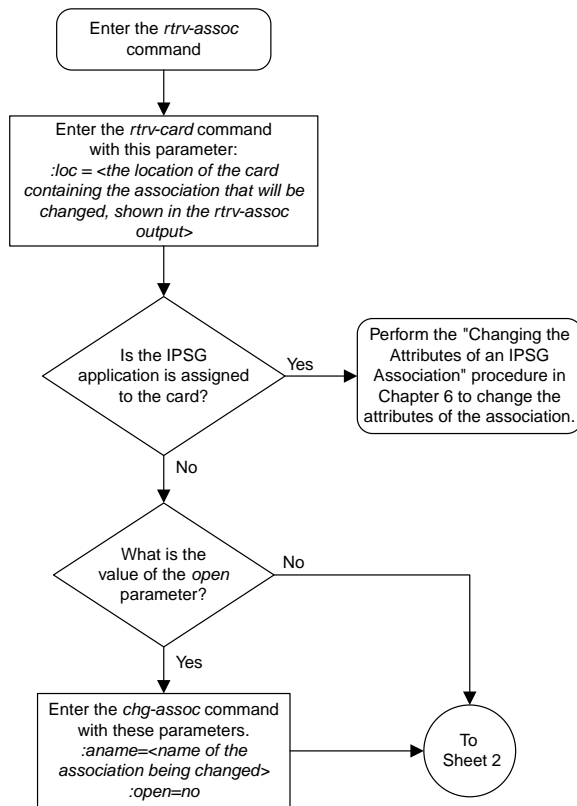 Enter the rtrv-assoc
command
Enter the rtrv-card command
with this parameter:
:loc = <the location of the card
containing the association that will be
changed, shown in the rtrv-assoc
output>
Is the IPSG
application is assigned
to the card?
Yes
Perform the "Changing the
Attributes of an IPSG
Association" procedure in
Chapter 6 to change the
attributes of the association.
No
What is the
value of the open
parameter?
No
Yes
Enter the chg-assoc command
with these parameters.
:aname=<name of the
association being changed>
:open=no
To
Sheet 2